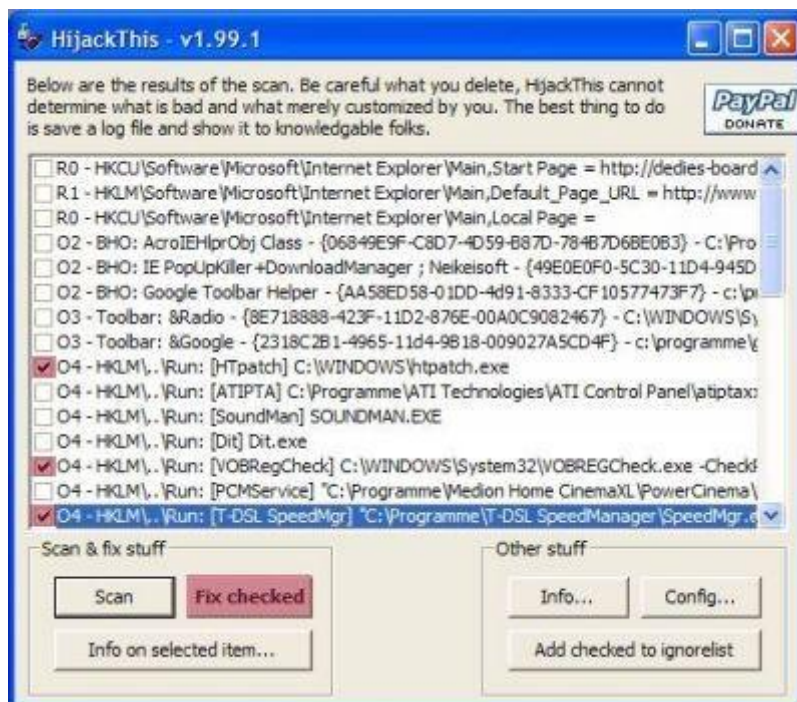 HijackThis - v1.99.1
Below are the results of the scan. Be careful what you delete, HijackThis cannot
determine what is bad and what merely customized by you. The best thing to do
is save a log file and show it to knowledgable folks.
PayPal
DONATE
R0 - HKCU\Software\Microsoft\Internet Explorer\Main,Start Page = http://dedies-board
R1 - HKLM\Software\Microsoft\Internet Explorer\Main,Default_Page_URL = http://www
R0 - HKCU\Software\Microsoft\Internet Explorer\Main,Local Page =
O2 - BHO: AcroIEHlprObj Class - {06849E9F-C8D7-4D59-B87D-784B7D6BE0B3} - C:\Pro
O2 - BHO: IE PopUpKiller+DownloadManager ; Neikeisoft - {49E0E0F0-5C30-11D4-945D
O2 - BHO: Google Toolbar Helper - {AA58ED58-01DD-4d91-8333-CF10577473F7} - c:\p
O3 - Toolbar: &Radio - {8E718888-423F-11D2-876E-00A0C9082467} - C:\WINDOWS\Sy
O3 - Toolbar: &Google - {2318C2B1-4965-11d4-9B18-009027A5CD4F} - c:\programme\g
O4 - HKLM\..\Run: [HTpatch] C:\WINDOWS\htpatch.exe
O4 - HKLM\..\Run: [ATIPTA] C:\Programme\ATI Technologies\ATI Control Panel\atiptax
O4 - HKLM\..\Run: [SoundMan] SOUNDMAN.EXE
O4 - HKLM\..\Run: [Dit] Dit.exe
O4 - HKLM\..\Run: [VOBRegCheck] C:\WINDOWS\System32\VOBREGCheck.exe -CheckR
O4 - HKLM\..\Run: [PCMService] "C:\Programme\Medion Home CinemaXL\PowerCinema\
O4 - HKLM\..\Run: [T-DSL SpeedMgr] "C:\Programme\T-DSL SpeedManager\SpeedMgr.e
Scan & fix stuff
Other stuff
Scan
Fix checked
Info...
Config...
Info on selected item...
Add checked to ignorelist